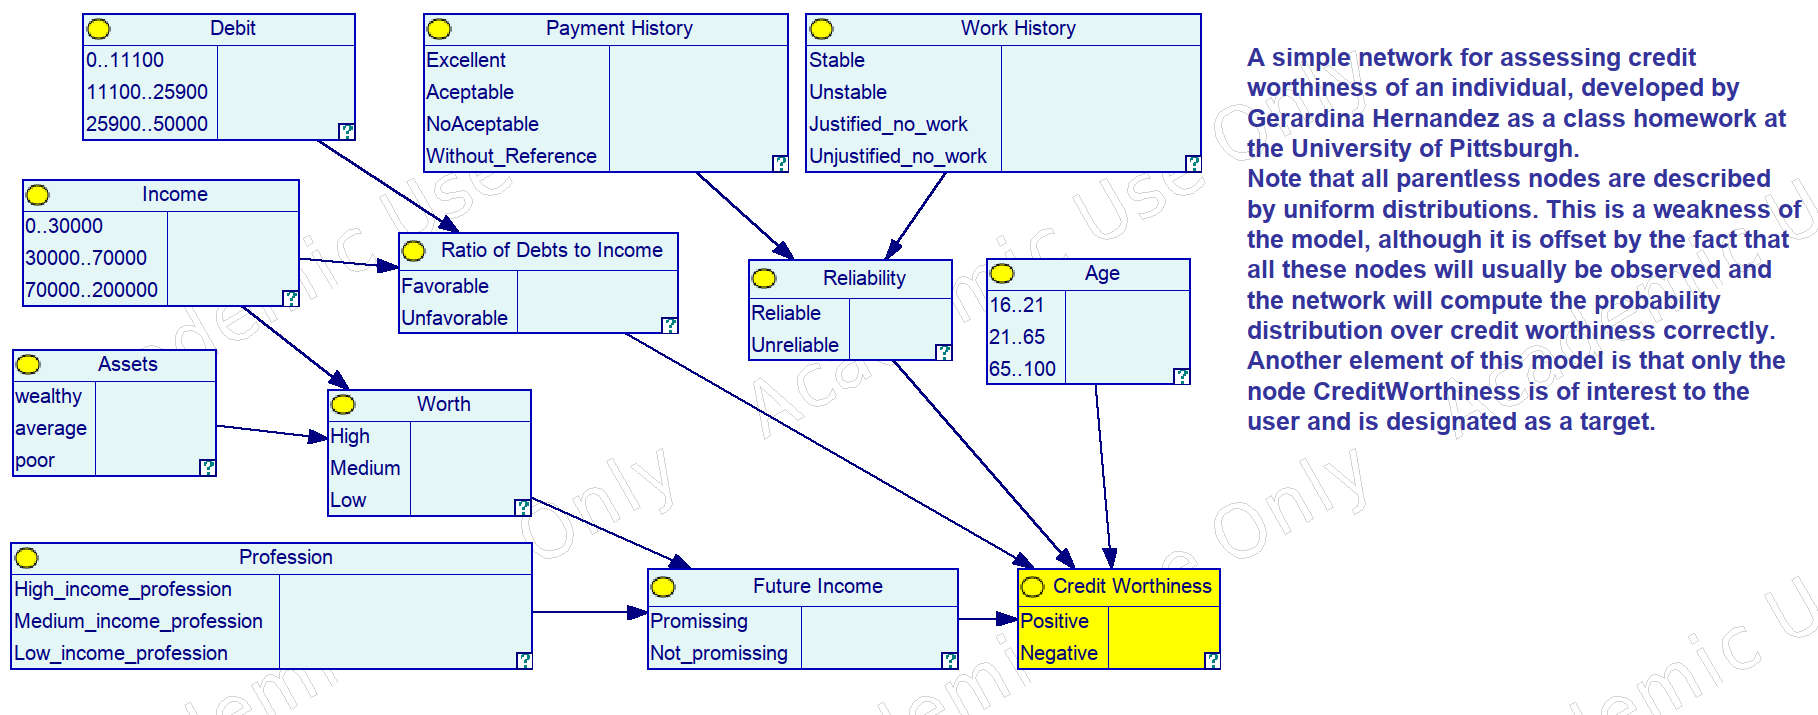 Debit
0..11100
11100..25900
25900..50000
?
Payment History
Excellent
Aceptable
NoAceptable
Without_Reference
?
Work History
Stable
Unstable
Justified_no_work
Unjustified_no_work
?
A simple network for assessing credit
worthiness of an individual, developed by
Gerardina Hernandez as a class homework at
the University of Pittsburgh.
Note that all parentless nodes are described
by uniform distributions. This is a weakness of
the model, although it is offset by the fact that
all these nodes will usually be observed and
the network will compute the probability
distribution over credit worthiness correctly.
Another element of this model is that only the
node CreditWorthiness is of interest to the
user and is designated as a target.
Income
0..30000
30000..70000
70000..200000
?
Ratio of Debts to Income
Favorable
Unfavorable
?
Reliability
Reliable
Unreliable
?
Age
16..21
21..65
65..100
?
Assets
wealthy
average
poor
?
Worth
High
Medium
Low
?
Profession
High_income_profession
Medium_income_profession
Low_income_profession
?
Future Income
Promissing
Not_promissing
?
Credit Worthiness
Positive
Negative
?
Academic Use Only
Academic Use Only